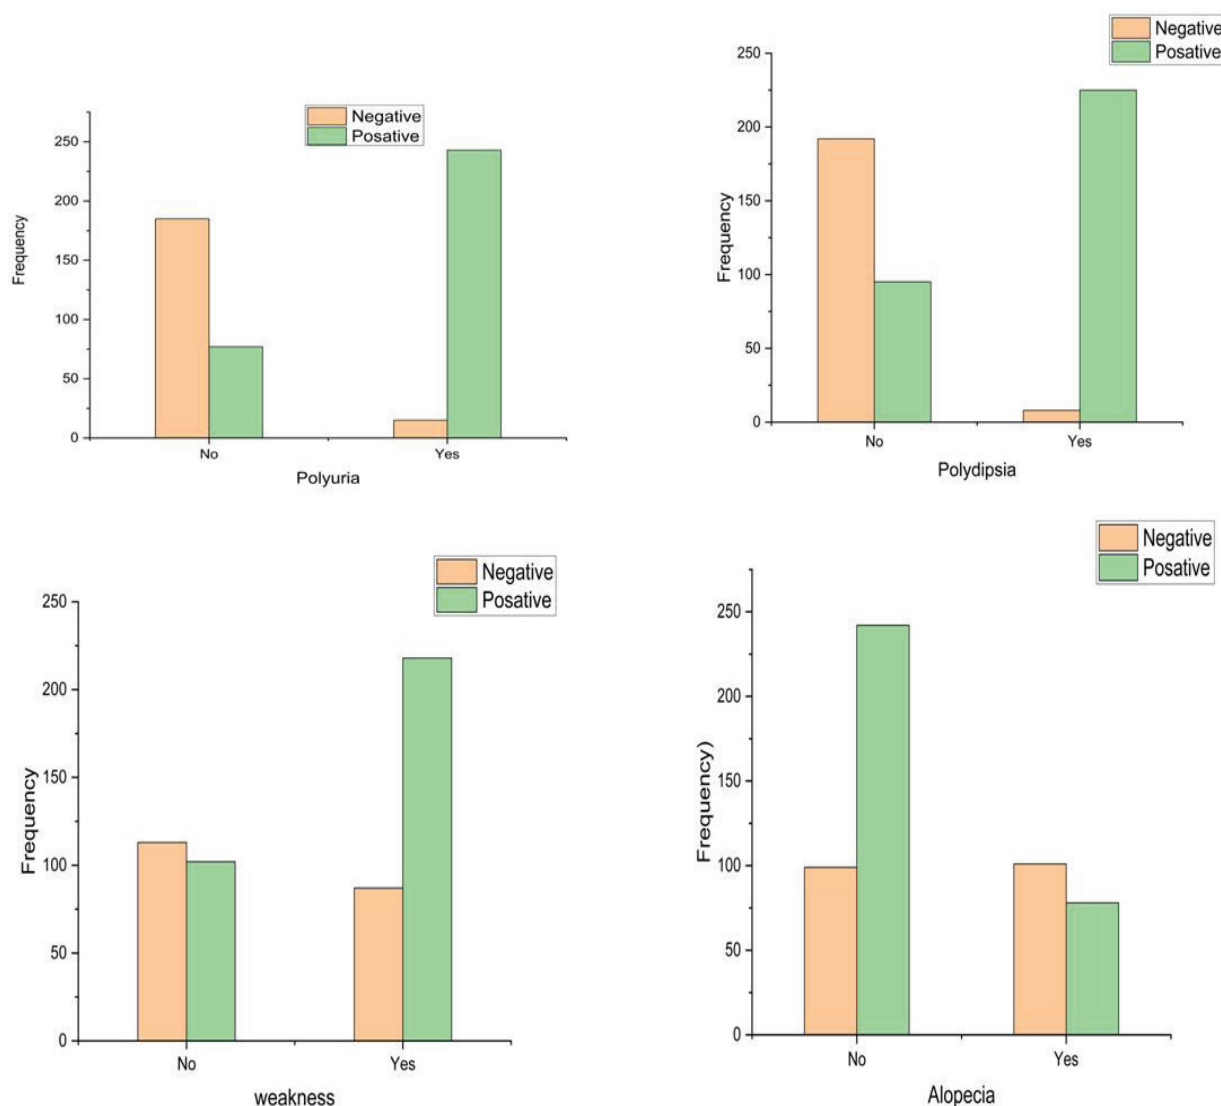 Negative
Posative
250
200
150
100
50
0
Frequency
No
Yes
Polyuria
Negative
Posative
250
200
150
100
50
0
Frequency
No
Yes
Polydipsia
Negative
Posative
250
200
150
100
50
0
Frequency
No
Yes
weakness
Negative
Posative
250
200
150
100
50
0
Frequency)
No
Yes
Alopecia